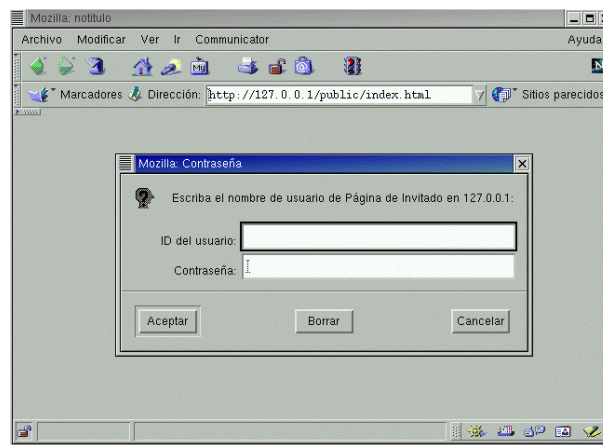 Mozilla: notitulo
Archivo Modificar Ver Ir Communicator Ayuda
My
Marcadores Dirección: http://127.0.0.1/public/index.html Sitios parecidos
Mozilla: Contraseña
Escriba el nombre de usuario de Página de Invitado en 127.0.0.1:
ID del usuario:
Contraseña:
Aceptar Borrar Cancelar